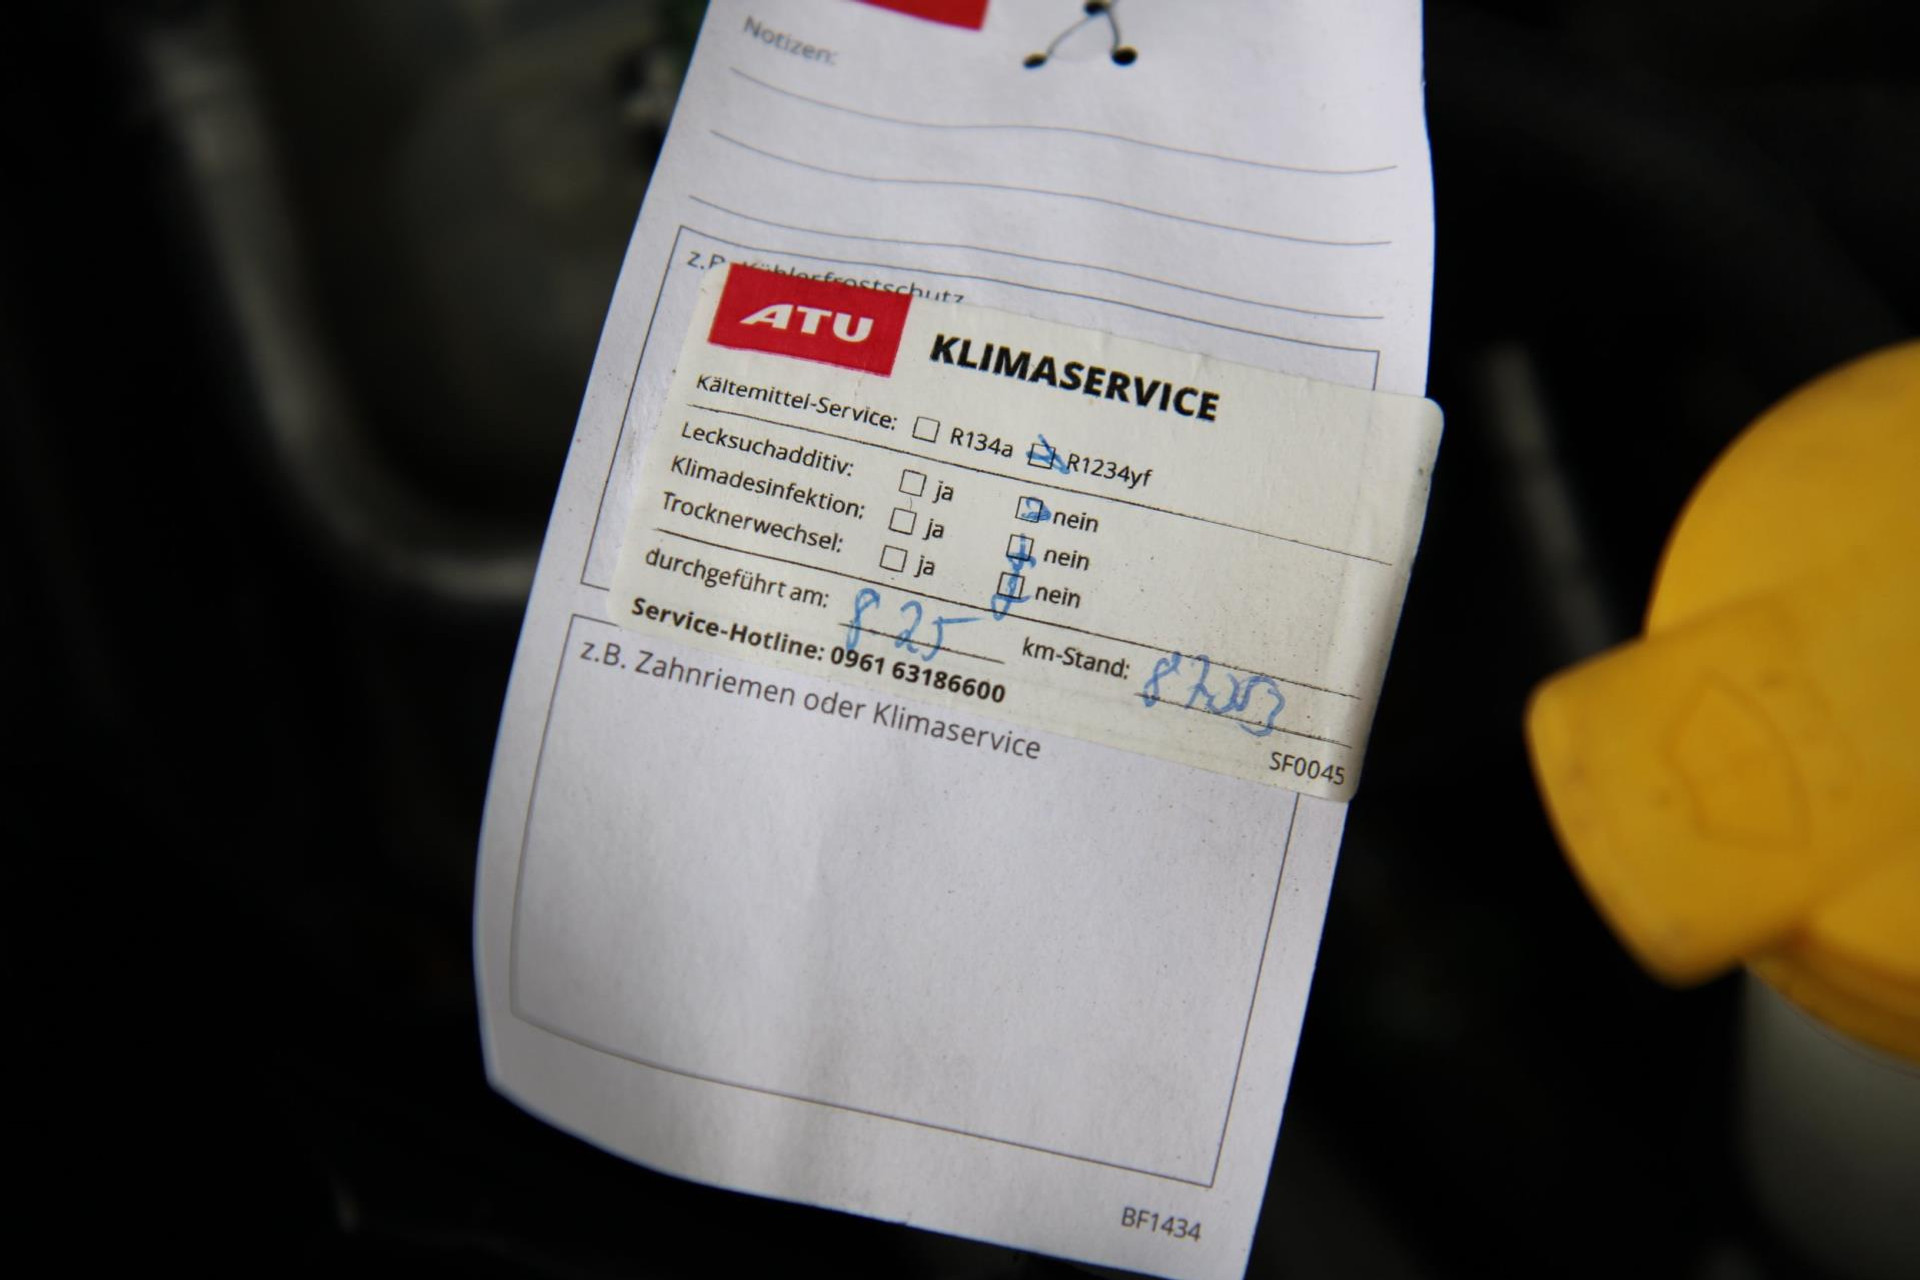 Notizen:
z.B. Kühlerfrostschutz
ATU KLIMASERVICE
Kältemittel-Service: R134a R1234yf
Lecksuchadditiv: ja nein
Klimadesinfektion: ja nein
Trocknerwechsel: ja nein
durchgeführt am: 8.25 km-Stand:
Service-Hotline: 0961 63186600
SF0045
z.B. Zahnriemen oder Klimaservice
BF1434